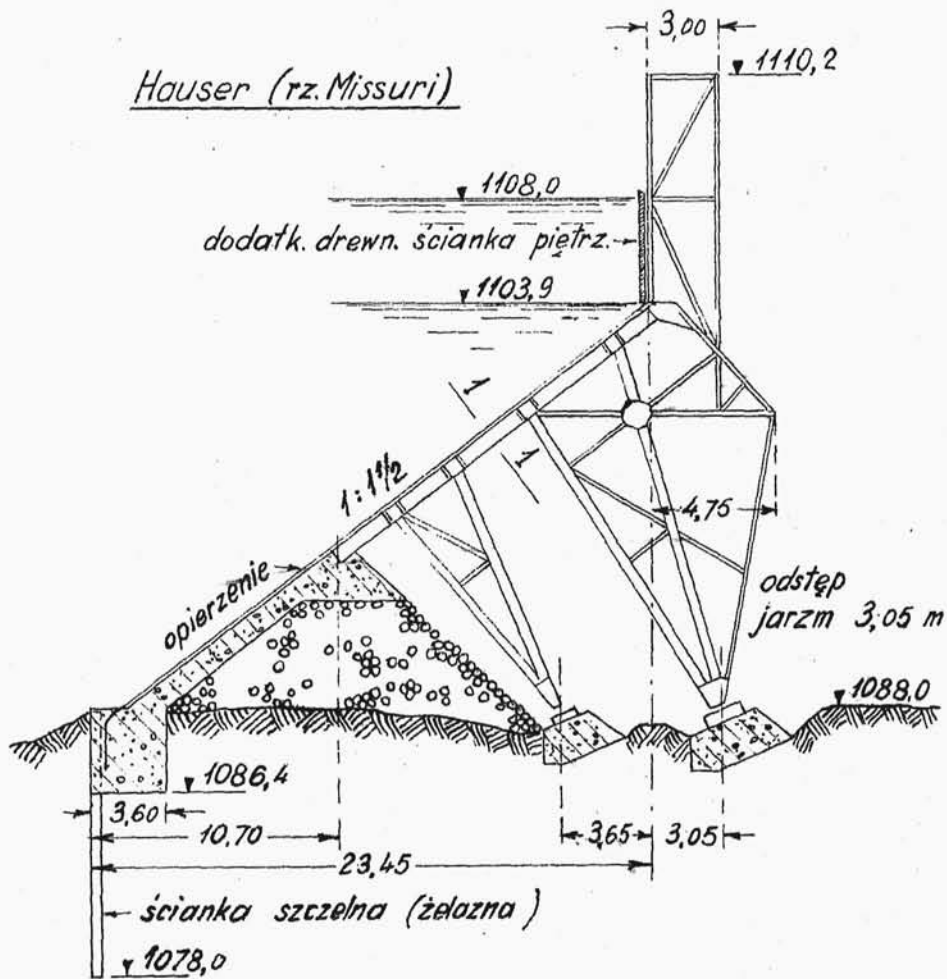 3,00
1110,2
Hauser (rz. Missuri)
1108,0
dodatk. drewn. ścianka piętrz.
1103,9
1
1
1:1½
4,75
opierzenie
odstęp
jarzm 3,05 m
1088,0
1086,4
3,60
10,70
3,65
3,05
23,45
ścianka szczelna (żelazna)
1078,0